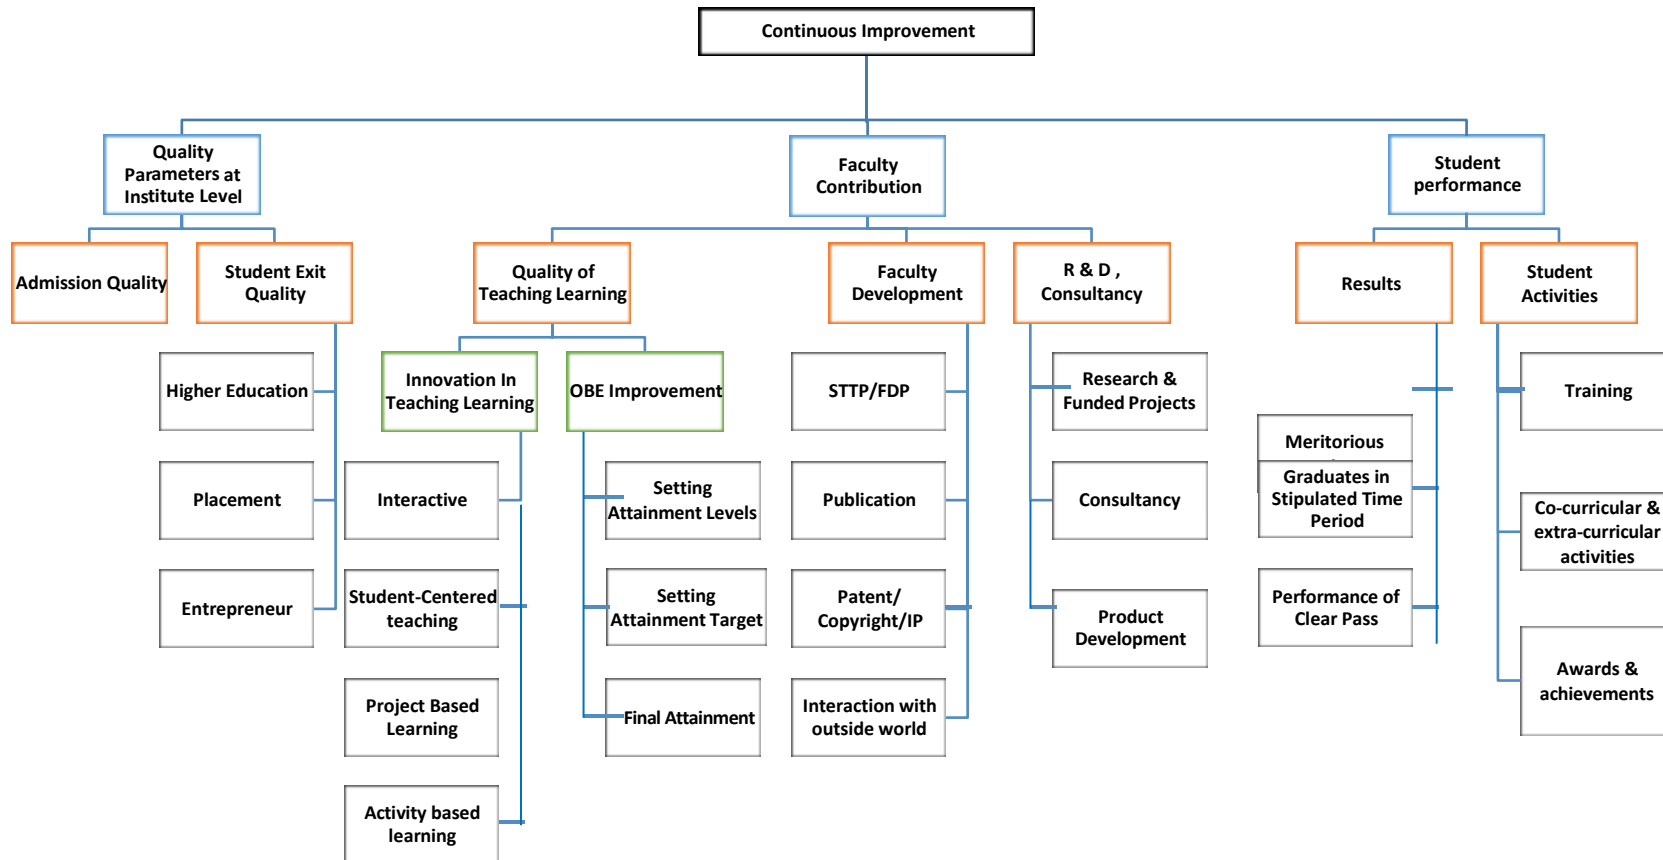 Continuous Improvement
Quality
Parameters at
Institute Level
Faculty
Contribution
Student
performance
Admission Quality
Student Exit
Quality
Quality of
Teaching Learning
Faculty
Development
R & D ,
Consultancy
Results
Student
Activities
Higher Education
Placement
Entrepreneur
Innovation In
Teaching Learning
OBE Improvement
Interactive
Student-Centered
teaching
Project Based
Learning
Activity based
learning
Setting
Attainment Levels
Setting
Attainment Target
Final Attainment
STTP/FDP
Publication
Patent/
Copyright/IP
Interaction with
outside world
Research &
Funded Projects
Consultancy
Product
Development
Meritorious
Graduates in
Stipulated Time
Period
Performance of
Clear Pass
Training
Co-curricular &
extra-curricular
activities
Awards &
achievements